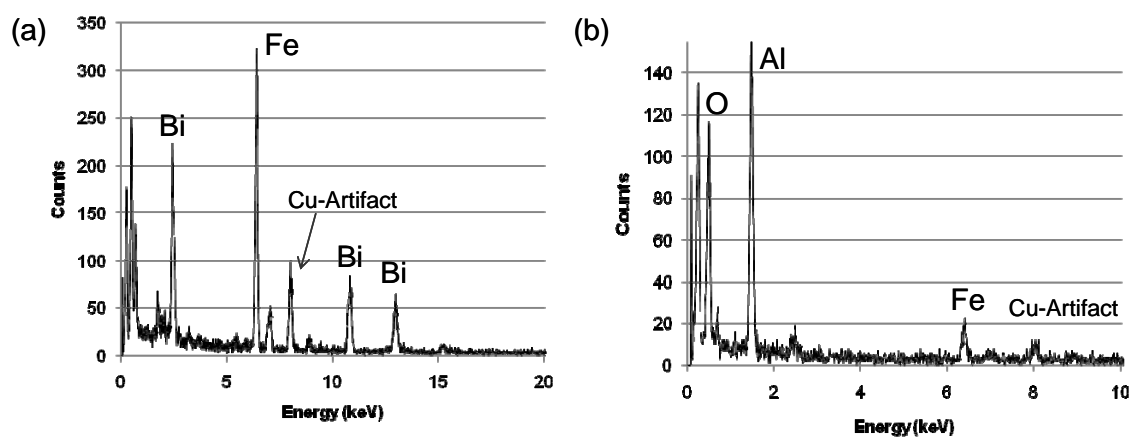 (a)
350
300
250
200
150
100
50
0
Counts
Fe
Bi
Cu-Artifact
Bi
Bi
0 5 10 15 20
Energy (keV)
(b)
140
120
100
80
60
40
20
0
Counts
Al
O
Fe
Cu-Artifact
0 2 4 6 8 10
Energy (keV)